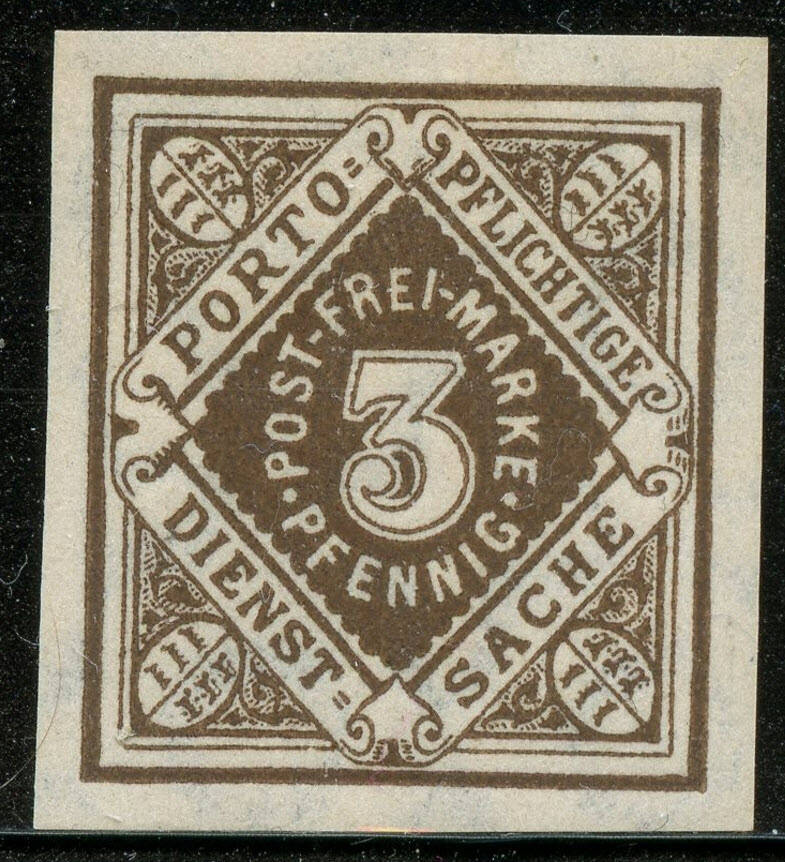 PORTO=
PFLICHTIGE
DIENST=
SACHE
POST-FREI-MARKE
3
PFENNIG